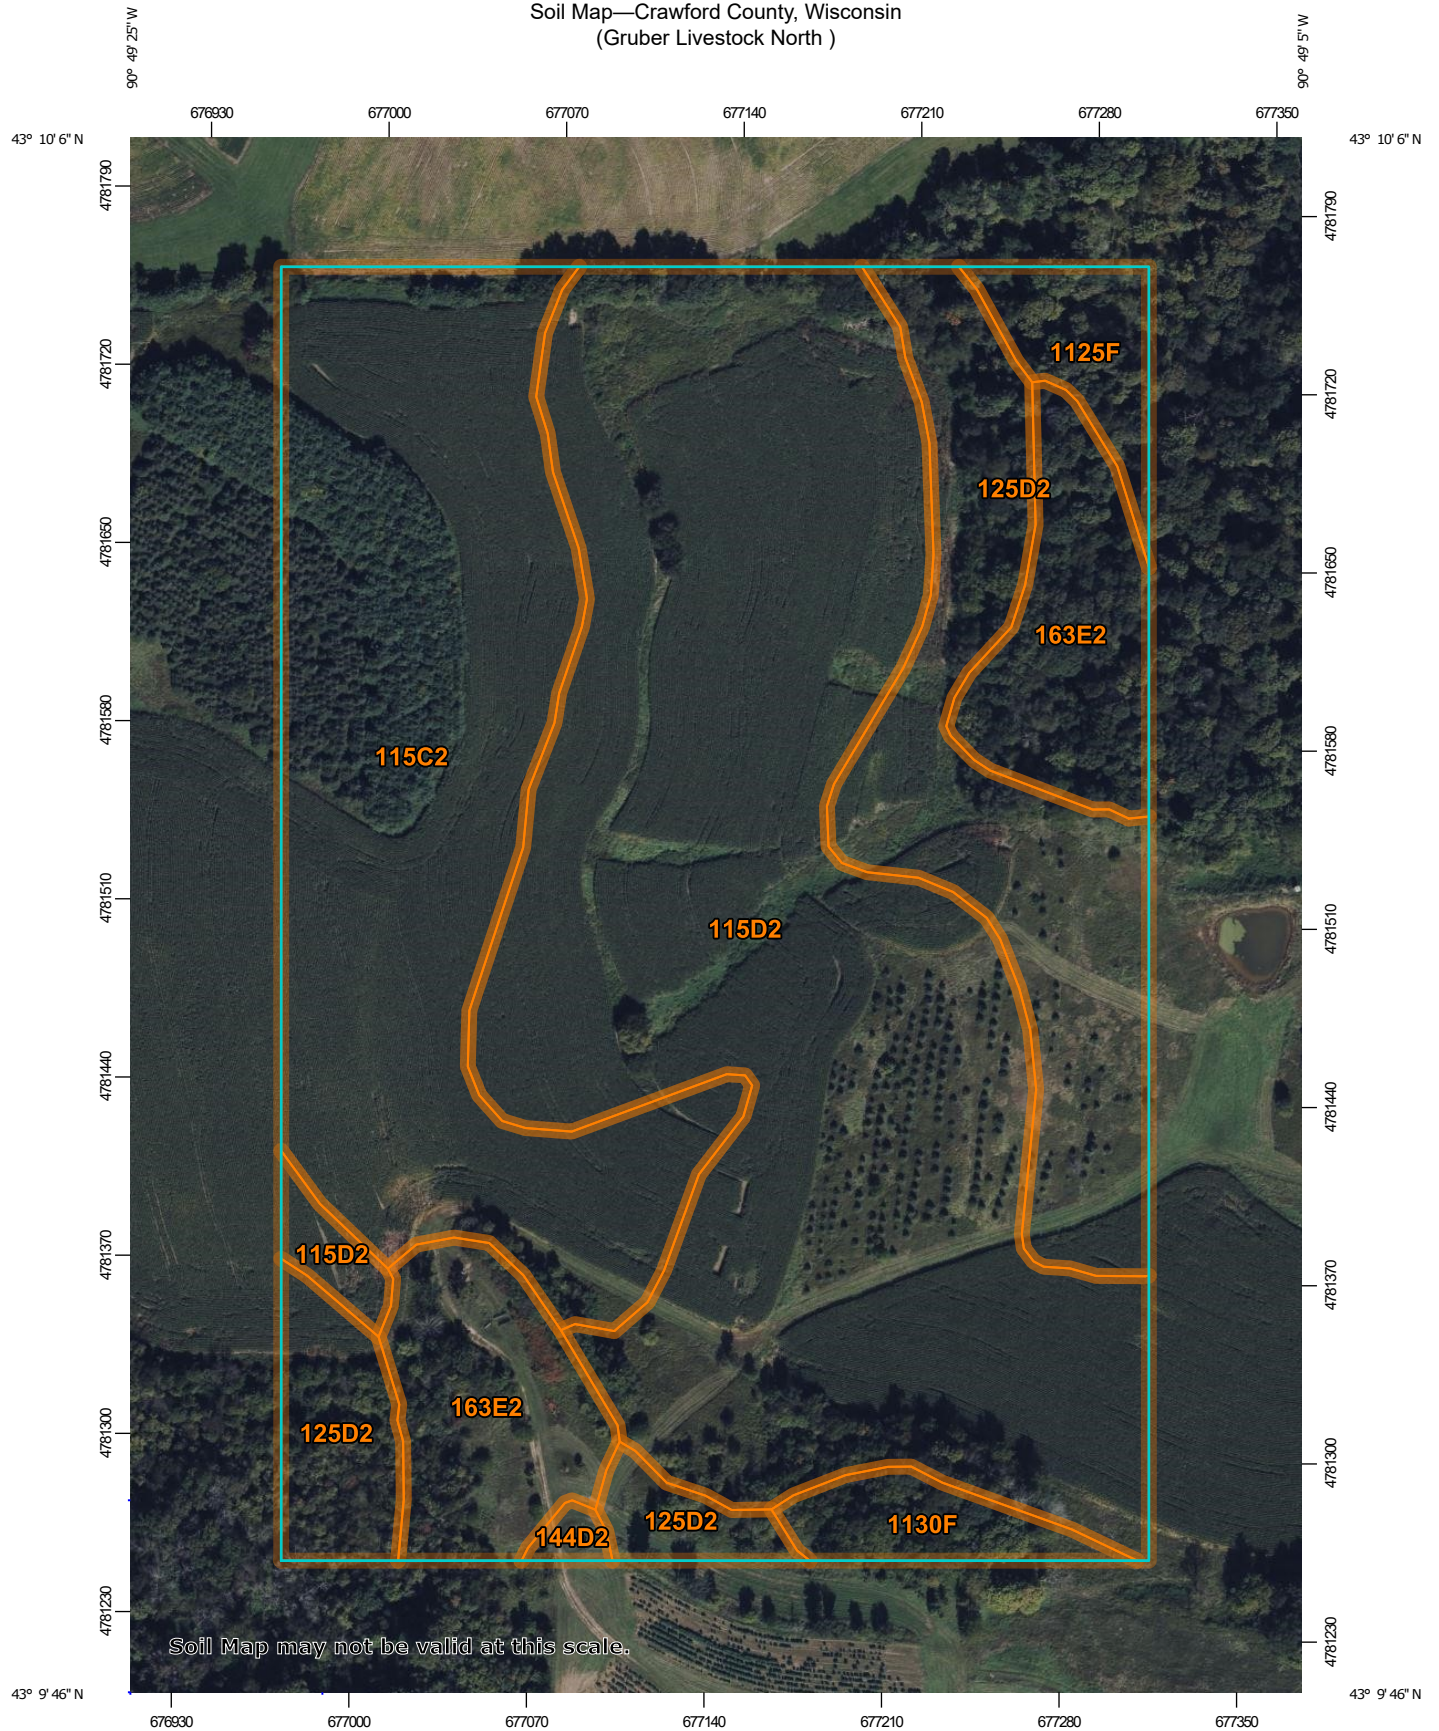 Soil Map—Crawford County, Wisconsin
(Gruber Livestock North )
90° 49' 25'' W
90° 49' 5'' W
676930 677000 677070 677140 677210 677280 677350
43° 10' 6'' N
43° 10' 6'' N
4781790
4781790
4781720
4781720
1125F
125D2
4781650
4781650
163E2
4781580
4781580
115C2
4781510
4781510
115D2
4781440
4781440
4781370
4781370
115D2
163E2
125D2
4781300
4781300
144D2
125D2
1130F
4781230
4781230
Soil Map may not be valid at this scale.
43° 9' 46'' N
43° 9' 46'' N
676930 677000 677070 677140 677210 677280 677350